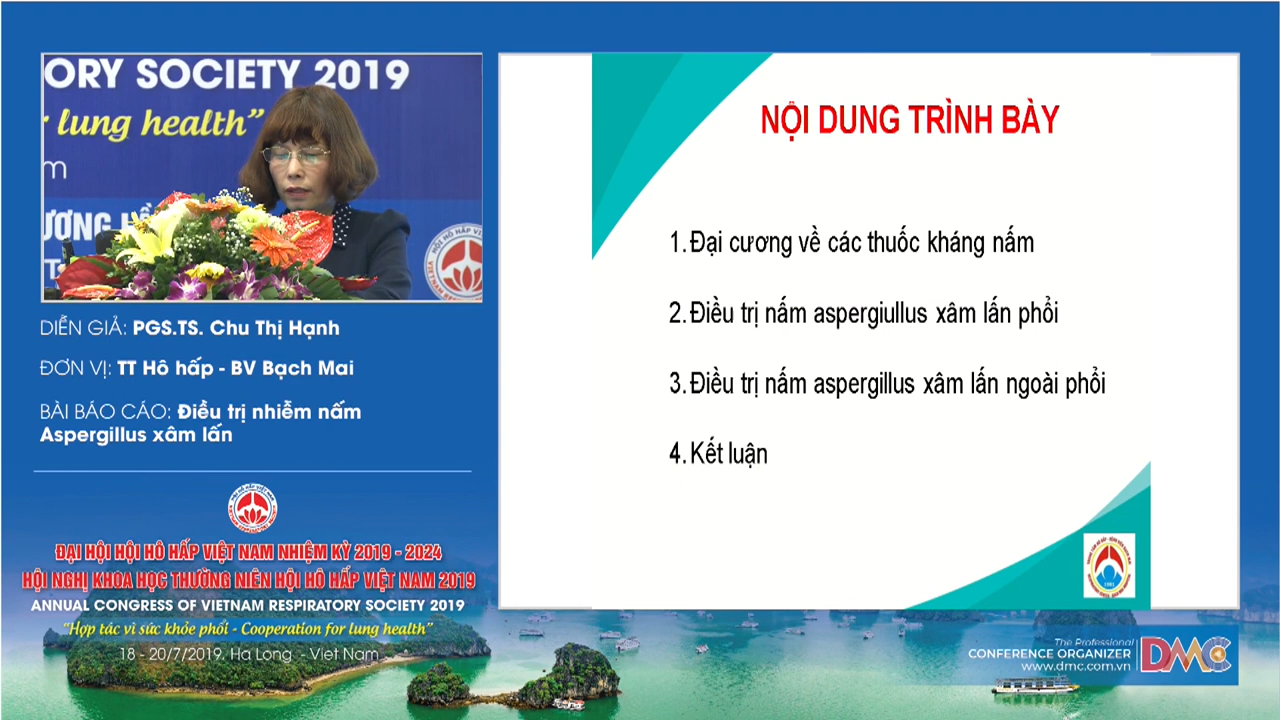 ORY SOCIETY 2019
lung health”
DIỄN GIẢ: PGS.TS. Chu Thị Hạnh
ĐƠN VỊ: TT Hô hấp - BV Bạch Mai
BÀI BÁO CÁO: Điều trị nhiễm nấm
Aspergillus xâm lấn
ĐẠI HỘI HỘI HÔ HẤP VIỆT NAM NHIỆM KỲ 2019 - 2024
HỘI NGHỊ KHOA HỌC THƯỜNG NIÊN HỘI HÔ HẤP VIỆT NAM 2019
ANNUAL CONGRESS OF VIETNAM RESPIRATORY SOCIETY 2019
“Hợp tác vì sức khỏe phổi - Cooperation for lung health”
18 - 20/7/2019. Ha Long - Viet Nam
NỘI DUNG TRÌNH BÀY
1. Đại cương về các thuốc kháng nấm
2. Điều trị nấm aspergiullus xâm lấn phổi
3. Điều trị nấm aspergillus xâm lấn ngoài phổi
4. Kết luận
The Professional
CONFERENCE ORGANIZER
www.dmc.com.vn
DMC